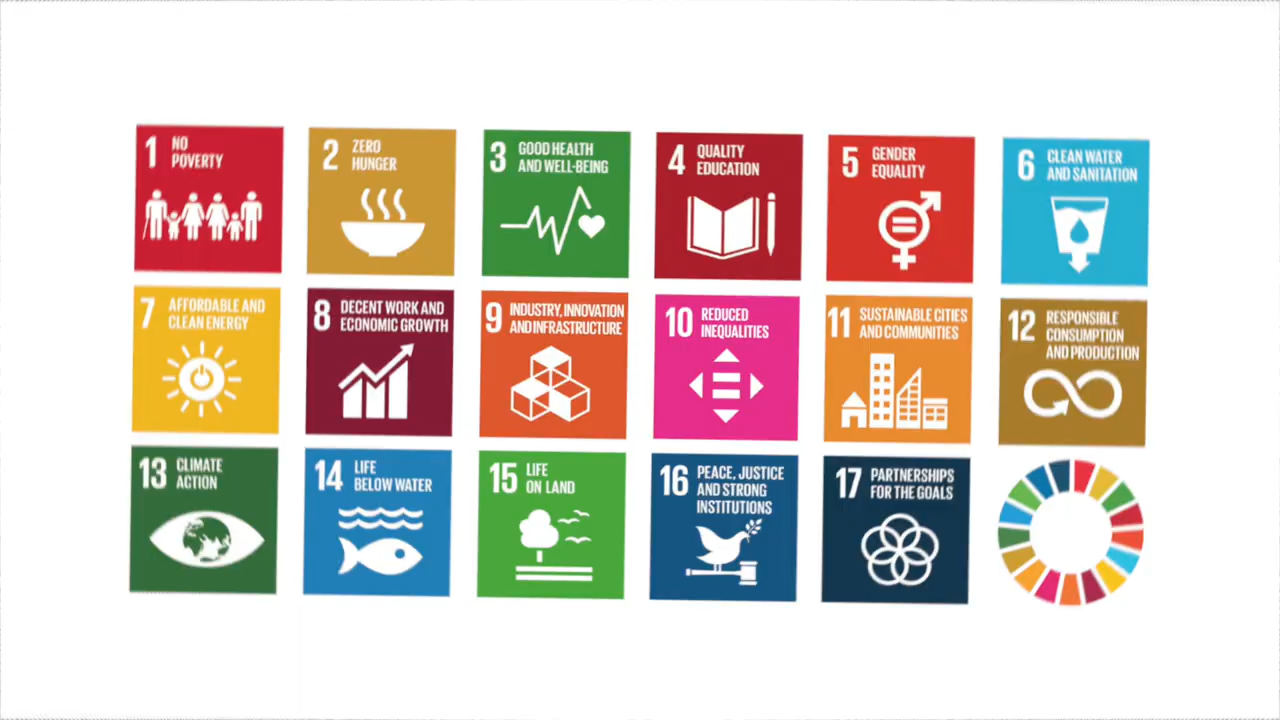 1 NO
POVERTY
2 ZERO
HUNGER
3 GOOD HEALTH
AND WELL-BEING
4 QUALITY
EDUCATION
5 GENDER
EQUALITY
6 CLEAN WATER
AND SANITATION
7 AFFORDABLE AND
CLEAN ENERGY
8 DECENT WORK AND
ECONOMIC GROWTH
9 INDUSTRY, INNOVATION
AND INFRASTRUCTURE
10 REDUCED
INEQUALITIES
11 SUSTAINABLE CITIES
AND COMMUNITIES
12 RESPONSIBLE
CONSUMPTION
AND PRODUCTION
13 CLIMATE
ACTION
14 LIFE
BELOW WATER
15 LIFE
ON LAND
16 PEACE, JUSTICE
AND STRONG
INSTITUTIONS
17 PARTNERSHIPS
FOR THE GOALS